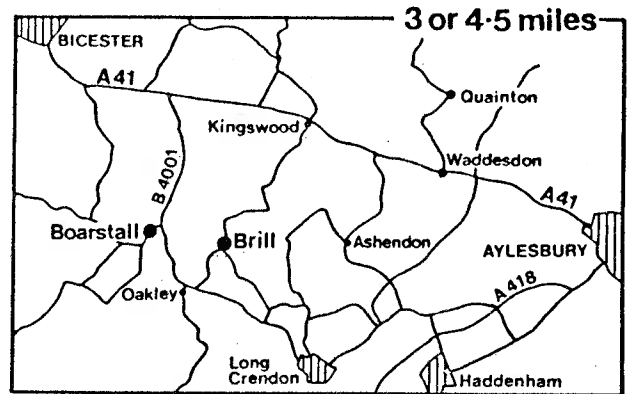 3 or 4·5 miles
BICESTER
A41
Quainton
Kingswood
Waddesdon
B4001
A41
Boarstall
Brill
Ashendon
AYLESBURY
Oakley
A418
Long
Crendon
Haddenham